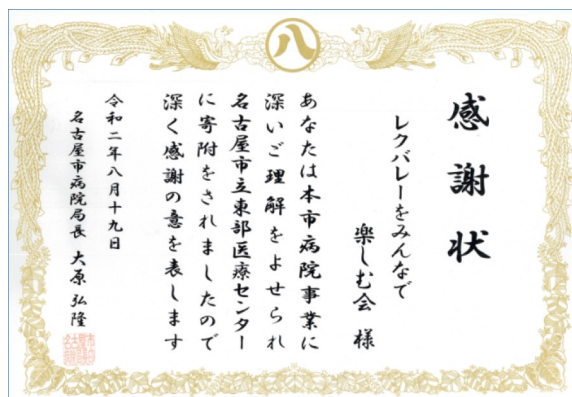 八
感謝状
レクバレーをみんなで
楽しむ会 様
あなたは本市病院事業に
深いご理解をよせられ
名古屋市立東部医療センター
に寄附をされましたので
深く感謝の意を表します
令和二年八月十九日
名古屋市病院局長 大原弘隆